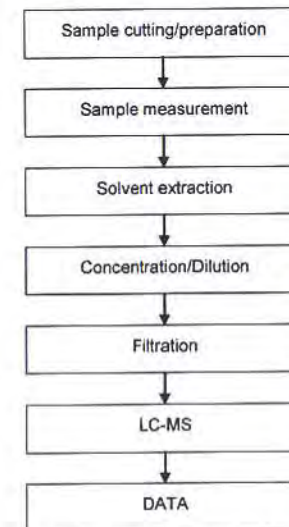 Sample cutting/preparation
Sample measurement
Solvent extraction
Concentration/Dilution
Filtration
LC-MS
DATA